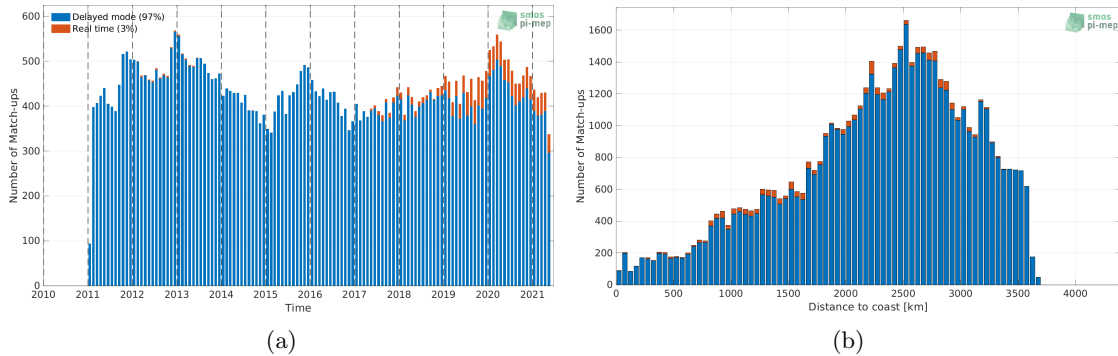 Delayed mode (97%)
Real time (3%)
smos
pi-mep
Number of Match-ups
600
500
400
300
200
100
0
2010 2011 2012 2013 2014 2015 2016 2017 2018 2019 2020 2021
Time
(a)
smos
pi-mep
Number of Match-ups
1600
1400
1200
1000
800
600
400
200
0
0 500 1000 1500 2000 2500 3000 3500 4000
Distance to coast [km]
(b)